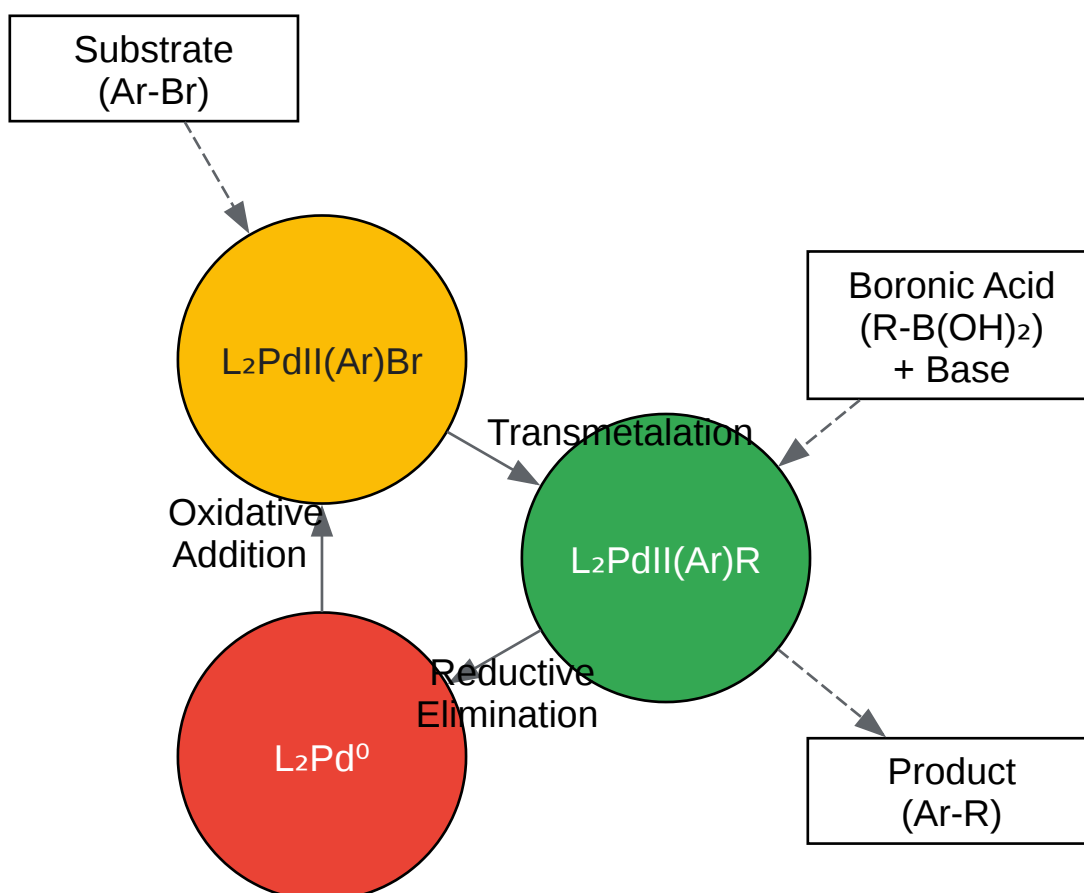 Substrate
(Ar-Br)
L₂PdII(Ar)Br
Boronic Acid
(R-B(OH)₂)
+ Base
Transmetalation
Oxidative
Addition
L₂PdII(Ar)R
Reductive
Elimination
L₂Pd⁰
Product
(Ar-R)